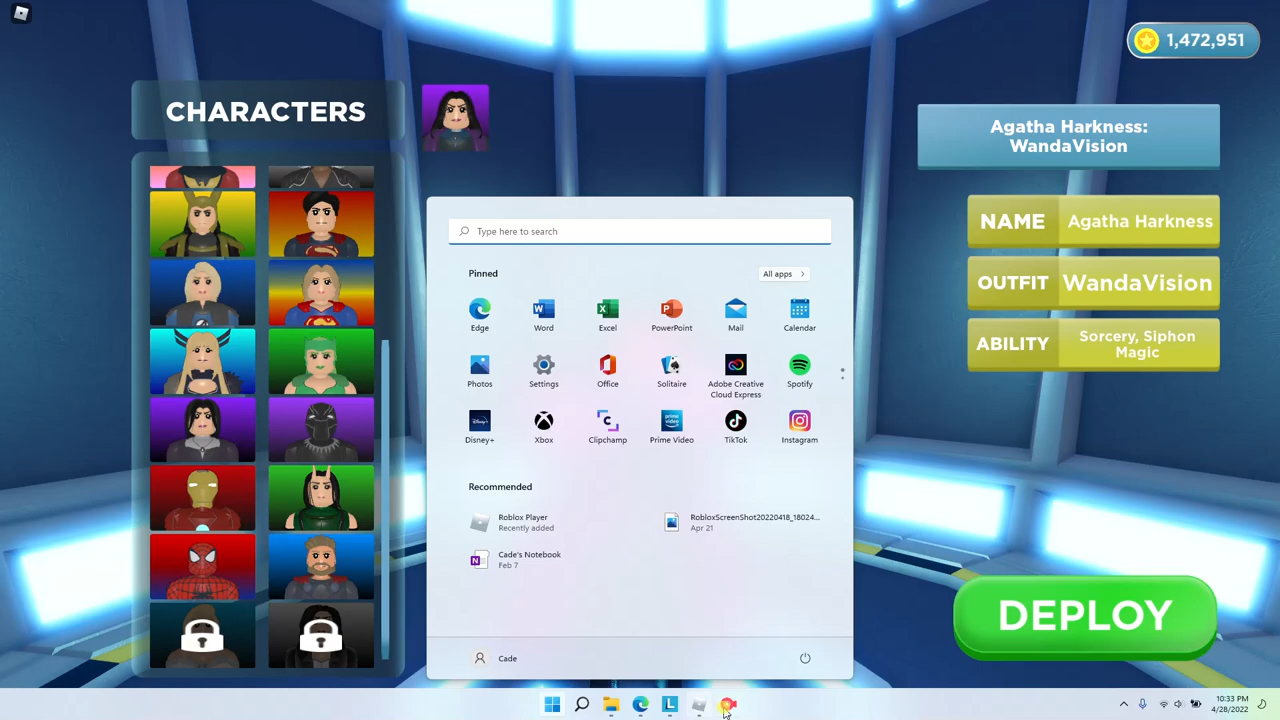 1,472,951
CHARACTERS
Agatha Harkness:
WandaVision
NAME Agatha Harkness
OUTFIT WandaVision
ABILITY Sorcery, Siphon
Magic
Type here to search
Pinned
All apps
Edge
Word
Excel
PowerPoint
Mail
Calendar
Photos
Settings
Office
Solitaire
Adobe Creative
Cloud Express
Spotify
Disney+
Xbox
Clipchamp
Prime Video
TikTok
Instagram
Recommended
Roblox Player
Recently added
RobloxScreenShot20220418_18024...
Apr 21
Cade's Notebook
Feb 7
DEPLOY
Cade
10:33 PM
4/28/2022